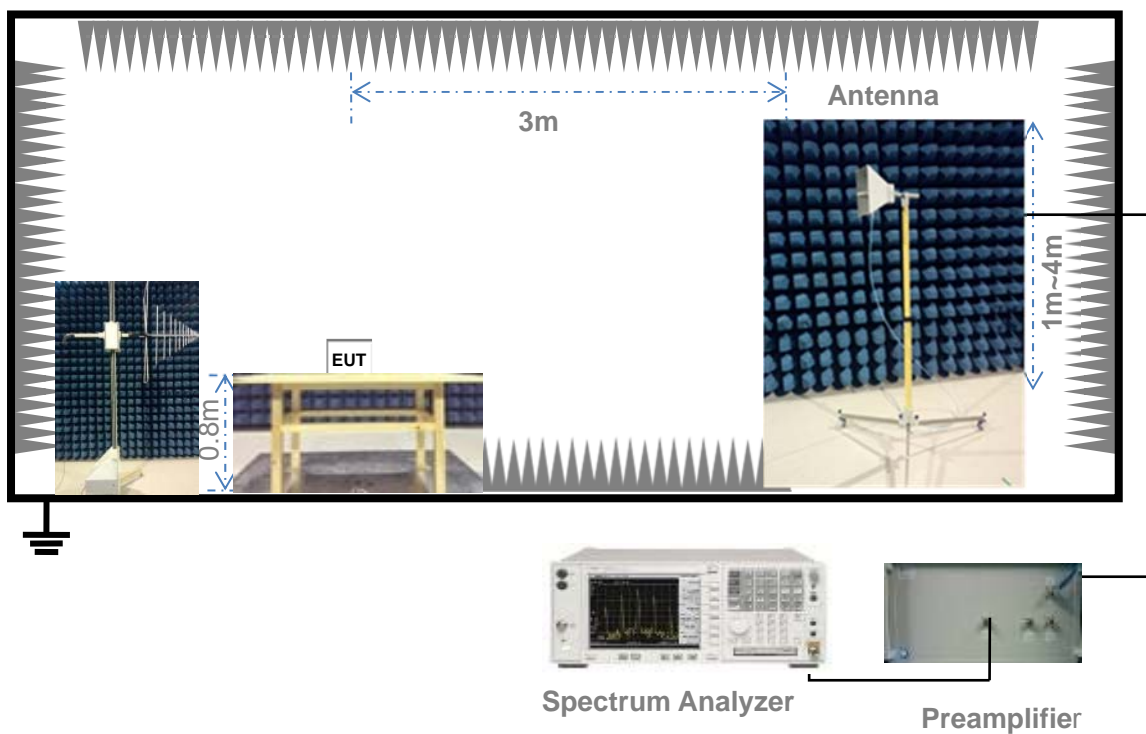 Antenna
3m
1m~4m
EUT
0.8m
Spectrum Analyzer
Preamplifier